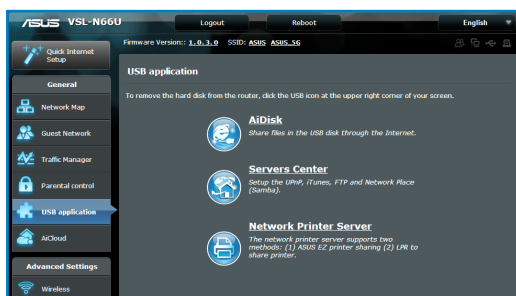 ASUS VSL-N66U Logout Reboot English
Quick Internet
Setup
Firmware Version:: 1.0.3.0 SSID: ASUS ASUS_5G
General
Network Map
Guest Network
Traffic Manager
Parental control
USB application
AiCloud
Advanced Settings
Wireless
USB application
To remove the hard disk from the router, click the USB icon at the upper right corner of your screen.
AiDisk
Share files in the USB disk through the Internet.
Servers Center
Setup the UPnP, iTunes, FTP and Network Place
(Samba).
Network Printer Server
The network printer server supports two
methods: (1) ASUS EZ printer sharing (2) LPR to
share printer.